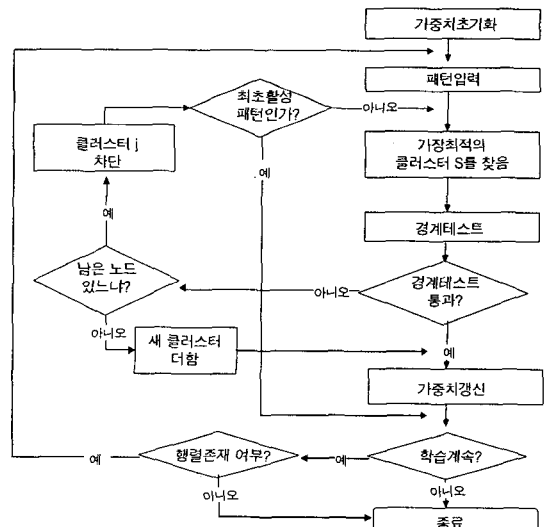 가중치초기화
패턴입력
최초활성
패턴인가?
아니오
클러스터 j
차단
가장최적의
클러스터 S를 찾음
예
예
경계테스트
남은 노드
있느냐?
아니오
경계테스트
통과?
아니오
새 클러스터
더함
예
가중치갱신
예
행렬존재 여부?
예
학습계속?
아니오
아니오
종료